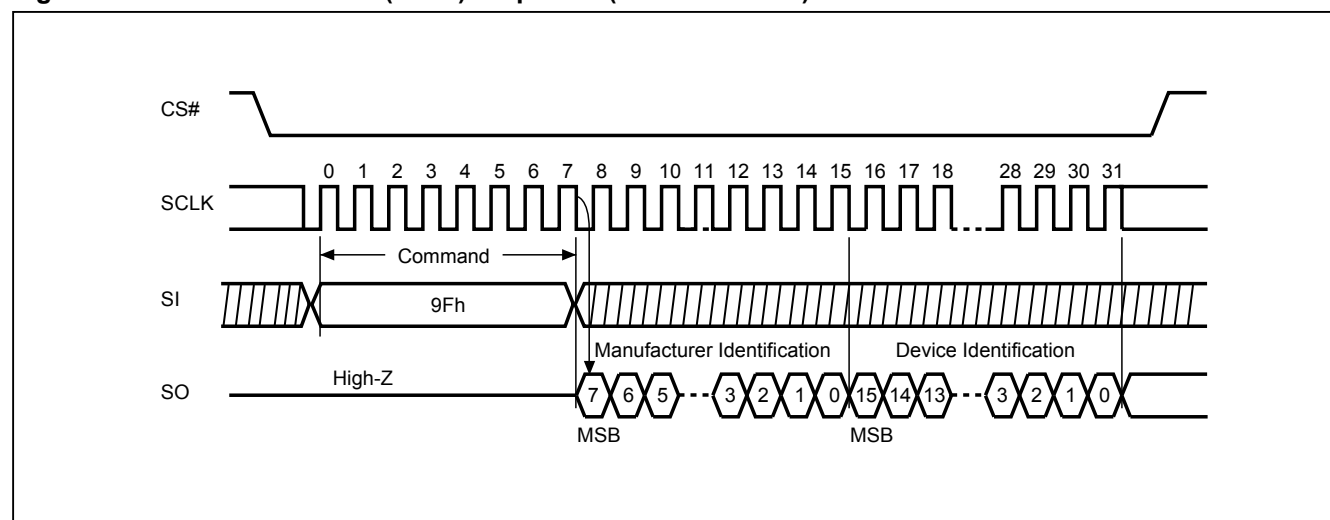 CS#
0 1 2 3 4 5 6 7 8 9 10 11 12 13 14 15 16 17 18 28 29 30 31
SCLK
Command
SI
9Fh
Manufacturer Identification Device Identification
High-Z
SO
7 6 5 3 2 1 0 15 14 13 3 2 1 0
MSB MSB